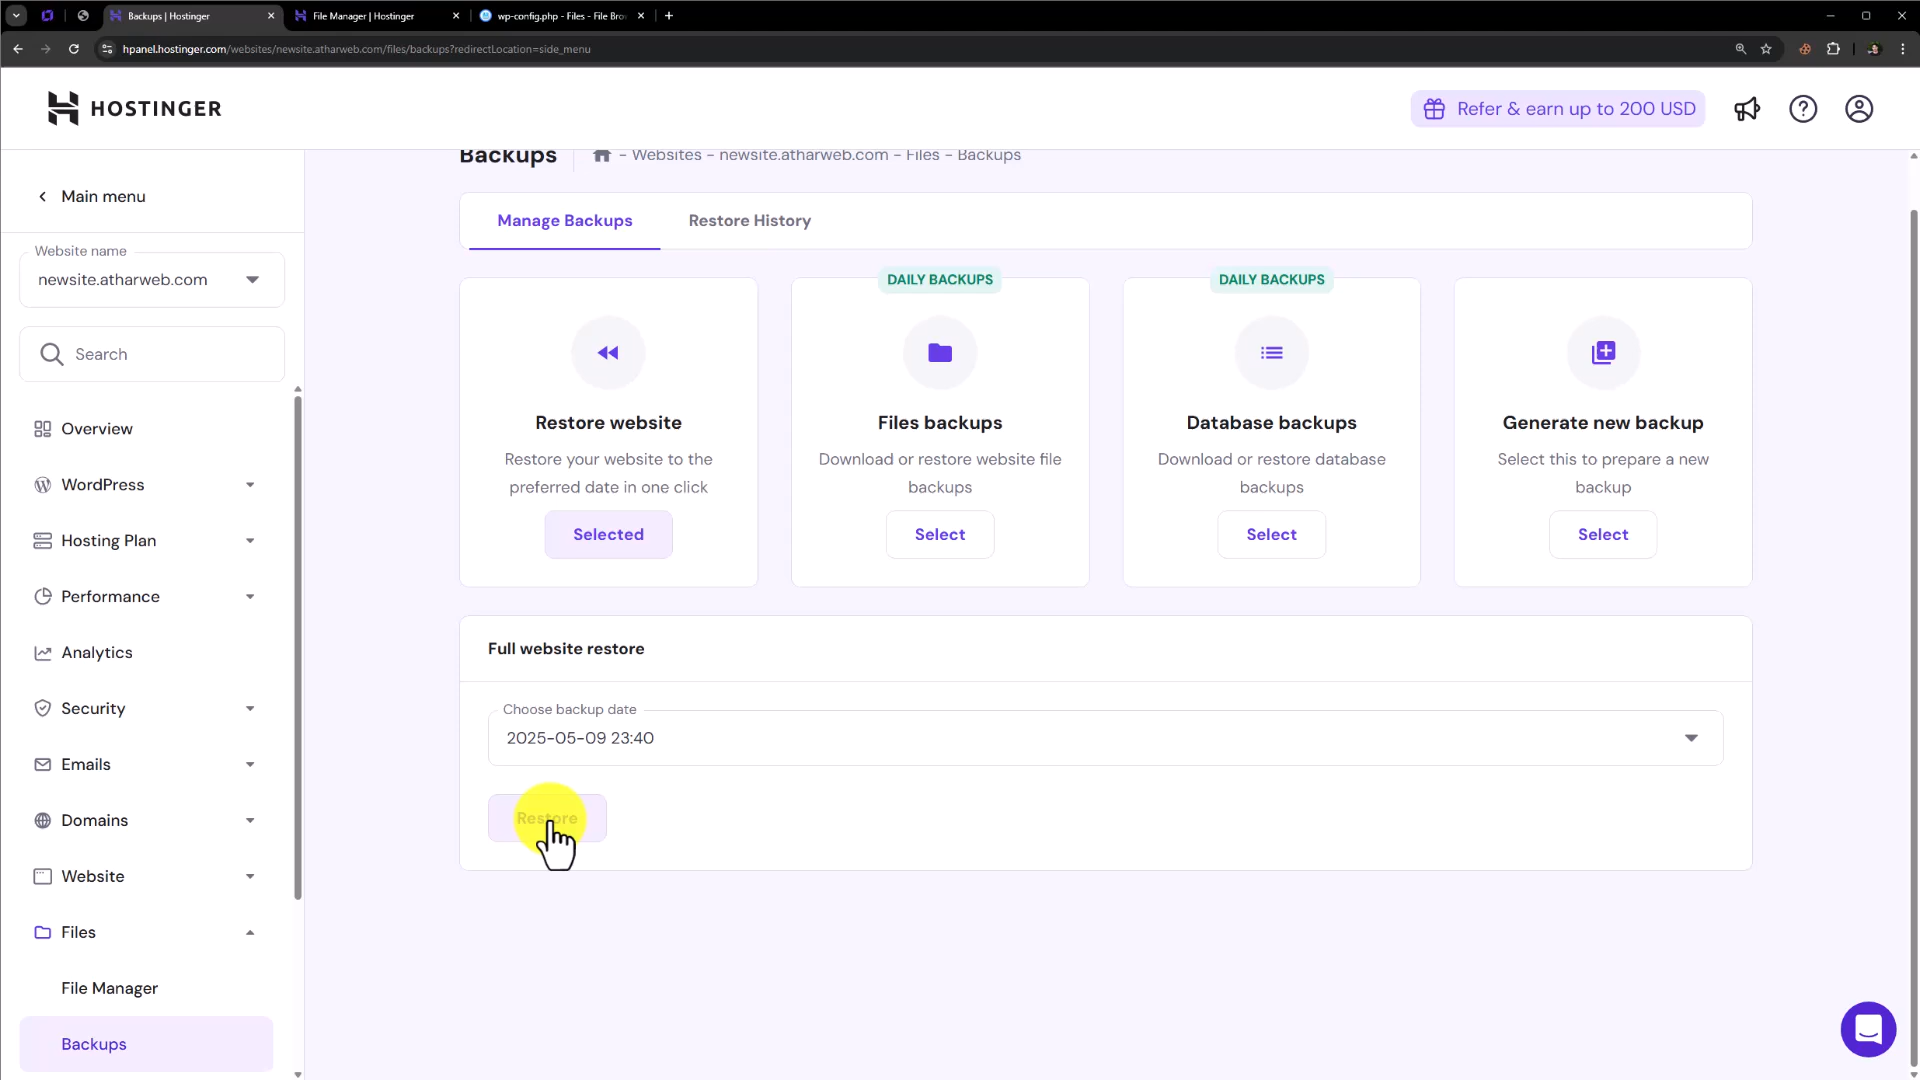 Backups | Hostinger
File Manager | Hostinger
wp-config.php - Files - File Bro
hpanel.hostinger.com/websites/newsite.atharweb.com/files/backups?redirectLocation=side_menu
HOSTINGER
Refer & earn up to 200 USD
Main menu
Website name
newsite.atharweb.com
Search
Overview
WordPress
Hosting Plan
Performance
Analytics
Security
Emails
Domains
Website
Files
File Manager
Backups
Backups
- Websites - newsite.atharweb.com - Files - Backups
Manage Backups
Restore History
Restore website
Restore your website to the
preferred date in one click
Selected
DAILY BACKUPS
Files backups
Download or restore website file
backups
Select
DAILY BACKUPS
Database backups
Download or restore database
backups
Select
Generate new backup
Select this to prepare a new
backup
Select
Full website restore
Choose backup date
2025-05-09 23:40
Restore